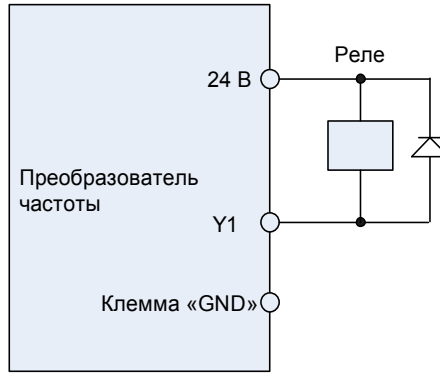 Реле
24 В
Преобразователь
частоты
Y1
Клемма «GND»